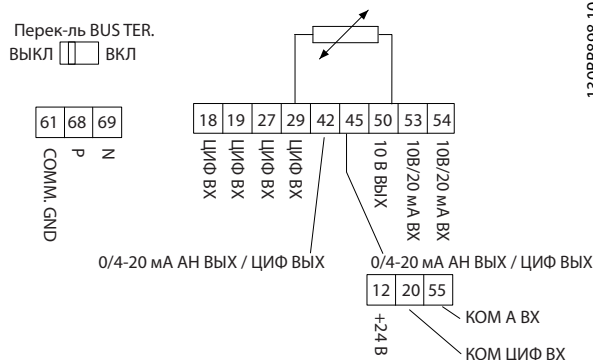 Перек-ль BUS TER.
ВЫКЛ ВКЛ
61 68 69
COMM. GND
P
N
18 19 27 29 42 45 50 53 54
ЦИФ ВХ
ЦИФ ВХ
ЦИФ ВХ
ЦИФ ВХ
10 В ВЫХ
10В/20 мА ВХ
10В/20 мА ВХ
0/4-20 мА АН ВЫХ / ЦИФ ВЫХ
0/4-20 мА АН ВЫХ / ЦИФ ВЫХ
12 20 55
+24 В
КОМ А ВХ
КОМ ЦИФ ВХ